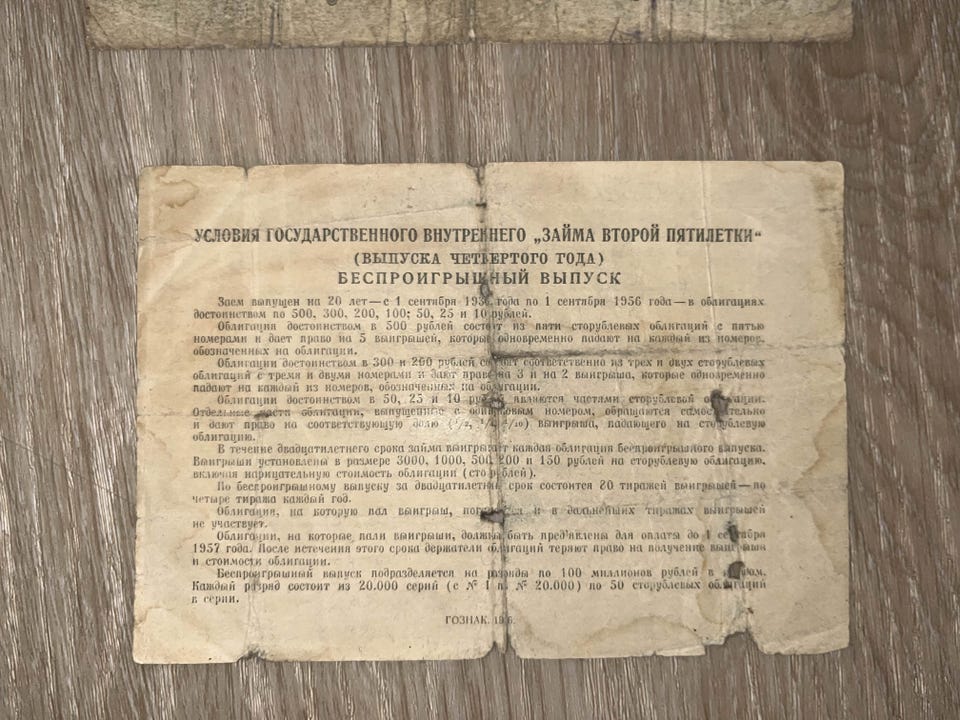 УСЛОВИЯ ГОСУДАРСТВЕННОГО ВНУТРЕННЕГО „ЗАЙМА ВТОРОЙ ПЯТИЛЕТКИ“
(ВЫПУСКА ЧЕТВЕРТОГО ГОДА)
БЕСПРОИГРЫШНЫЙ ВЫПУСК
Заем выпущен на 20 лет — с 1 сентября года по 1 сентября 1956 года — в облигациях
достоинством по 500, 300, 200, 100; 50, 25 и 10 рублей.
Облигация достоинством в 500 рублей состоит из пяти сторублевых облигаций с пятью
номерами и дает право на 5 выигрышей, которые одновременно падают на каждый из номеров,
обозначенных на облигации.
Облигации достоинством в 300 и 200 рублей состоят соответственно из трех и двух сторублевых
облигаций с тремя и двумя номерами и дают право на 3 и на 2 выигрыша, которые одновременно
падают на каждый из номеров, обозначенных на облигации.
Облигации достоинством в 50, 25 и 10 рублей являются частями сторублевой облигации.
Отдельные части облигации, выпущенные с одинаковым номером, обращаются самостоятельно
и дают право на соответствующую долю (¹/₂, ¹/₄, ¹/₁₀) выигрыша, падающего на сторублевую
облигацию.
В течение двадцатилетнего срока займа выиграет каждая облигация беспроигрышного выпуска.
Выигрыши установлены в размере 3000, 1000, 500, 200 и 150 рублей на сторублевую облигацию,
включая нарицательную стоимость облигации (сто рублей).
По беспроигрышному выпуску за двадцатилетний срок состоится 80 тиражей выигрышей — по
четыре тиража каждый год.
Облигация, на которую пал выигрыш, погашается и в дальнейших тиражах выигрышей
не участвует.
Облигации, на которые пали выигрыши, должны быть предъявлены для оплаты до 1 сентября
1957 года. После истечения этого срока держатели облигаций теряют право на получение выигрыша
и стоимости облигации.
Беспроигрышный выпуск подразделяется на разряды по 100 миллионов рублей в
Каждый разряд состоит из 20.000 серий (с № 1 по № 20.000) по 50 сторублевых облигаций
в серии.
ГОЗНАК.